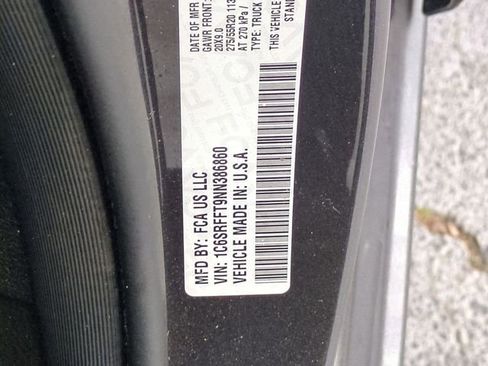 MFD BY: FCA US LLC
VIN: 1C6SRFFT9NN386860
VEHICLE MADE IN: U.S.A.
DATE OF MFR
GAWR FRONT:
20X9.0
275/55R20 113
AT 270 kPa /
TYPE: TRUCK
THIS VEHICLE